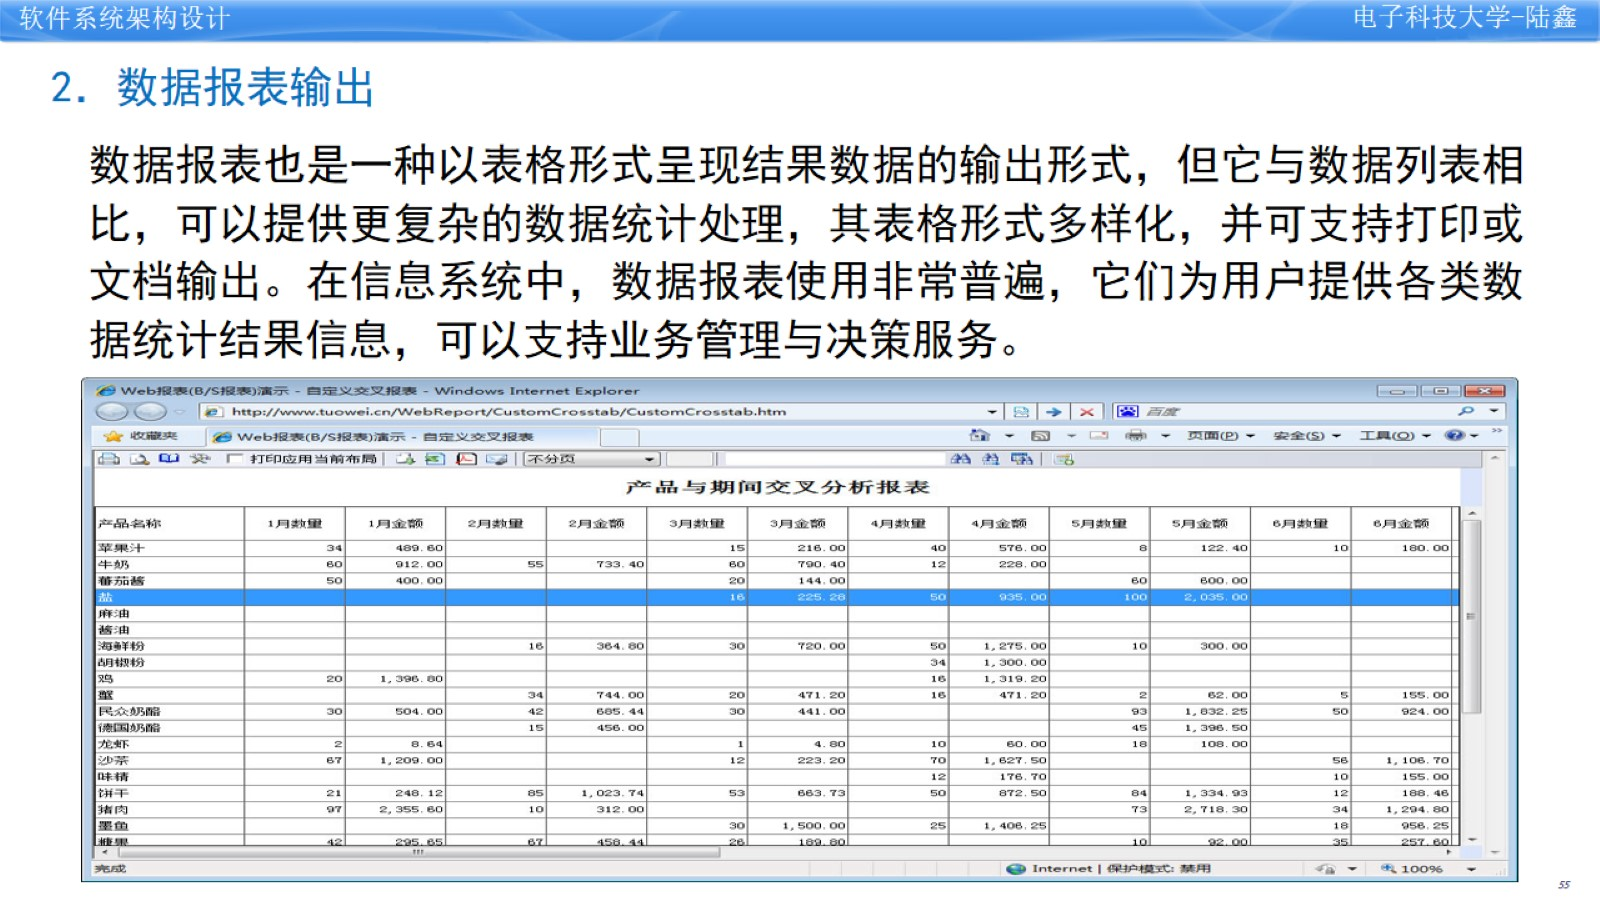 软件系统架构设计
电子科技大学-陆鑫
2. 数据报表输出
数据报表也是一种以表格形式呈现结果数据的输出形式，但它与数据列表相
比，可以提供更复杂的数据统计处理，其表格形式多样化，并可支持打印或
文档输出。在信息系统中，数据报表使用非常普遍，它们为用户提供各类数
据统计结果信息，可以支持业务管理与决策服务。
Web报表(B/S报表)演示 - 自定义交叉报表 - Windows Internet Explorer
http://www.tuowei.cn/WebReport/CustomCrosstab/CustomCrosstab.htm 百度
收藏夹 Web报表(B/S报表)演示 - 自定义交叉报表 页面(P) 安全(S) 工具(O)
打印应用当前布局 不分页
产品与期间交叉分析报表
产品名称 1月数量 1月金额 2月数量 2月金额 3月数量 3月金额 4月数量 4月金额 5月数量 5月金额 6月数量 6月金额
苹果汁 34 489.60 15 216.00 40 576.00 8 122.40 10 180.00
牛奶 60 912.00 55 733.40 60 790.40 12 228.00
蕃茄酱 50 400.00 20 144.00 60 600.00
盐 16 225.28 50 935.00 100 2,035.00
麻油
酱油
海鲜粉 16 364.80 30 720.00 50 1,275.00 10 300.00
胡椒粉 34 1,300.00
鸡 20 1,396.80 16 1,319.20
蟹 34 744.00 20 471.20 16 471.20 2 62.00 5 155.00
民众奶酪 30 504.00 42 685.44 30 441.00 93 1,832.25 50 924.00
德国奶酪 15 456.00 45 1,396.50
龙虾 2 8.64 1 4.80 10 60.00 18 108.00
沙茶 67 1,209.00 12 223.20 70 1,627.50 56 1,106.70
味精 12 176.70 10 155.00
饼干 21 248.12 85 1,023.74 53 663.73 50 872.50 84 1,334.93 12 188.46
猪肉 97 2,355.60 10 312.00 73 2,718.30 34 1,294.80
墨鱼 30 1,500.00 25 1,406.25 18 956.25
糖果 42 295.65 67 458.44 26 189.80 10 92.00 35 257.60
完成 Internet | 保护模式: 禁用 100%
55